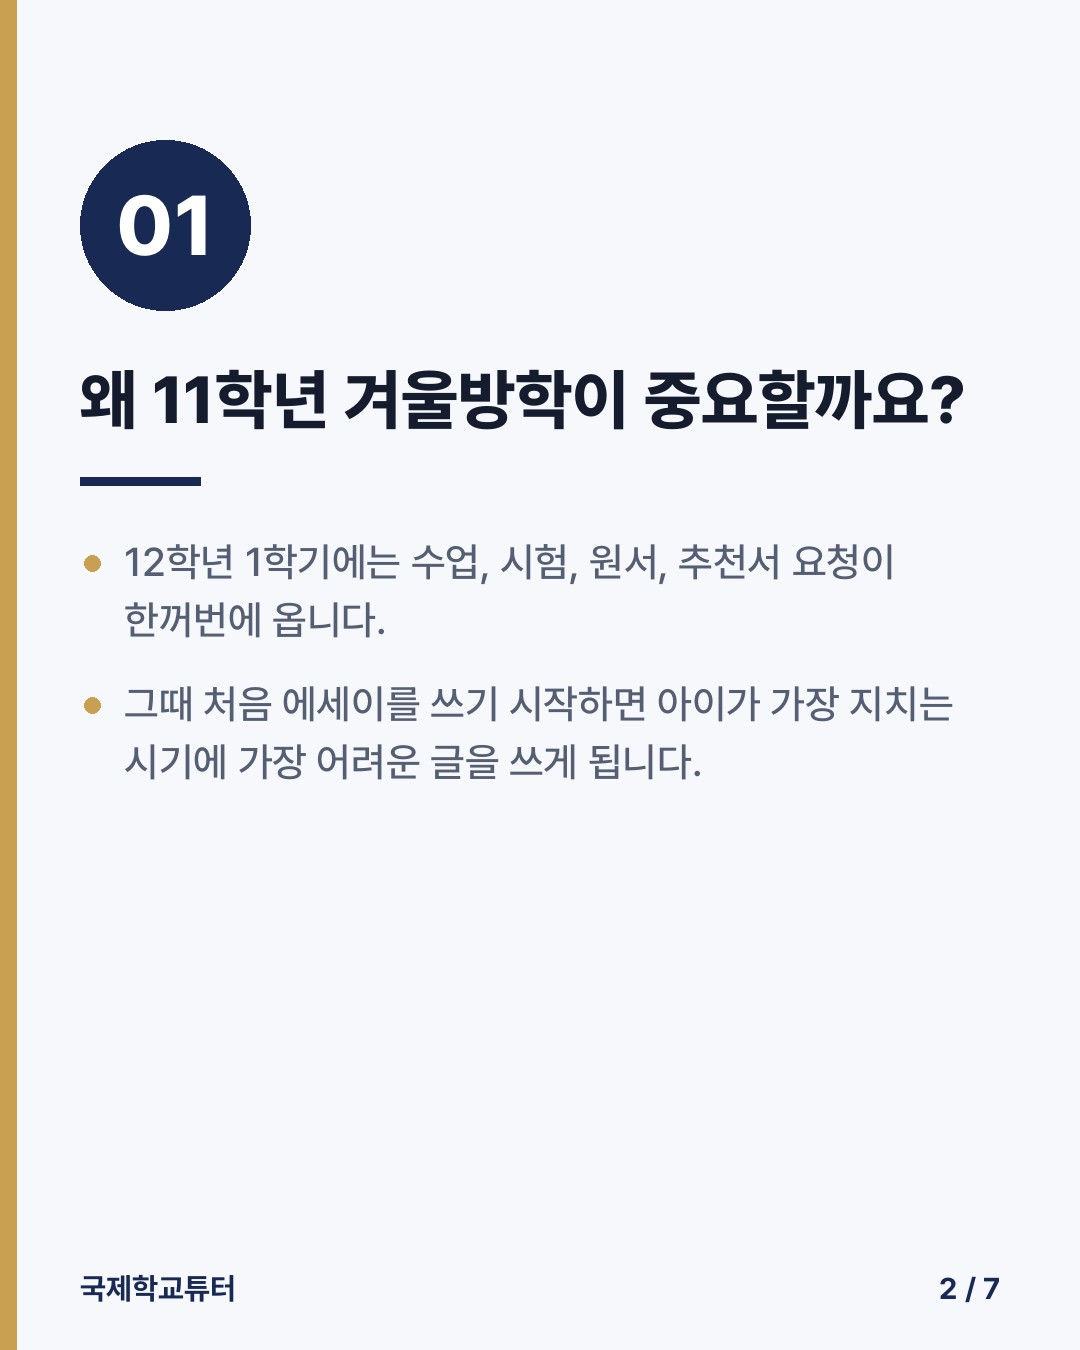 01
왜 11학년 겨울방학이 중요할까요?
12학년 1학기에는 수업, 시험, 원서, 추천서 요청이
한꺼번에 옵니다.
그때 처음 에세이를 쓰기 시작하면 아이가 가장 지치는
시기에 가장 어려운 글을 쓰게 됩니다.
국제학교튜터
2 / 7